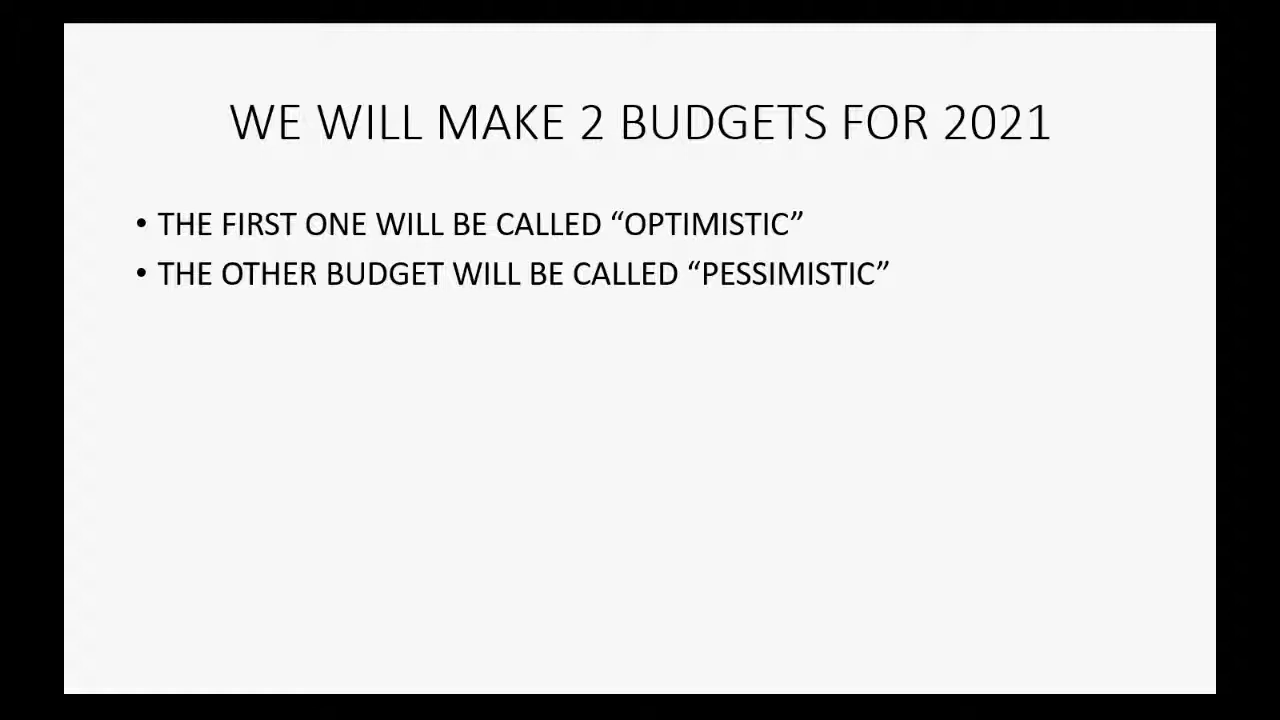 WE WILL MAKE 2 BUDGETS FOR 2021
• THE FIRST ONE WILL BE CALLED “OPTIMISTIC”
• THE OTHER BUDGET WILL BE CALLED “PESSIMISTIC”